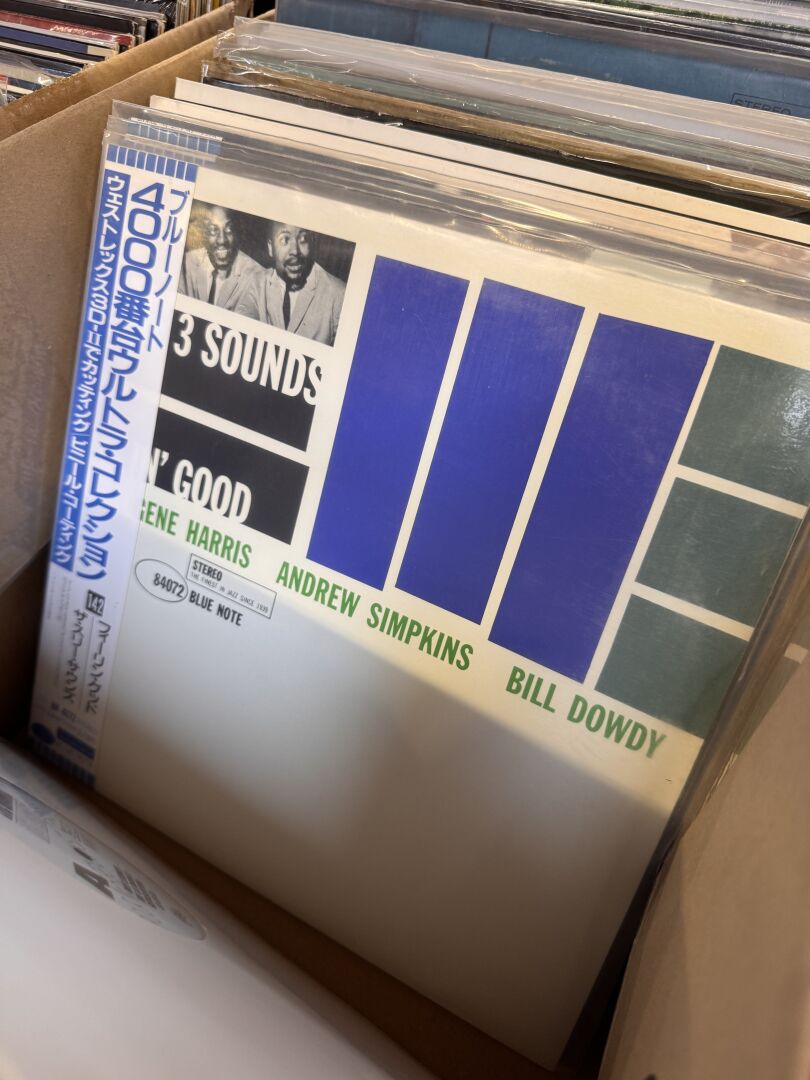 STEREO
ブルーノート
4000番台ウルトラ・コレクション
ウェストレックス3D-IIでカッティング ビニール・コーティング
142
フィーリン・グッド
ザ・スリー・サウンズ
3 SOUNDS
N' GOOD
GENE HARRIS
ANDREW SIMPKINS
BILL DOWDY
84072
STEREO
THE FINEST IN JAZZ SINCE 1939
BLUE NOTE